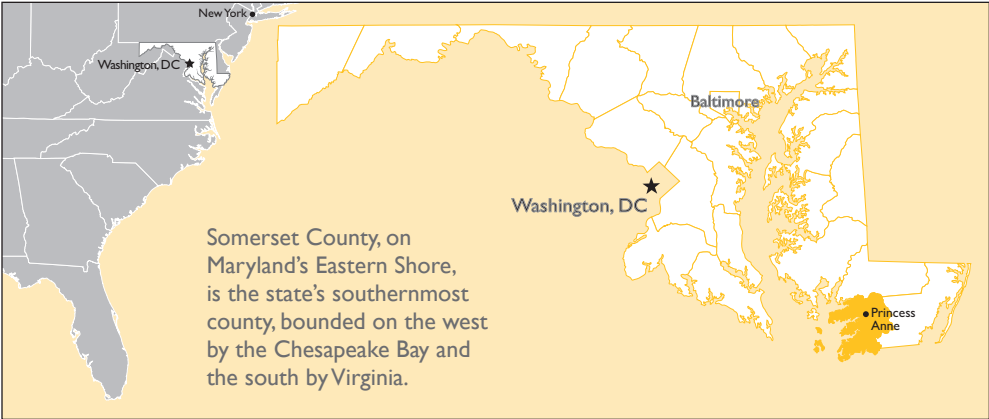 New York
Washington, DC
Baltimore
Washington, DC
Somerset County, on
Maryland's Eastern Shore,
is the state's southernmost
county, bounded on the west
by the Chesapeake Bay and
the south by Virginia.
Princess
Anne